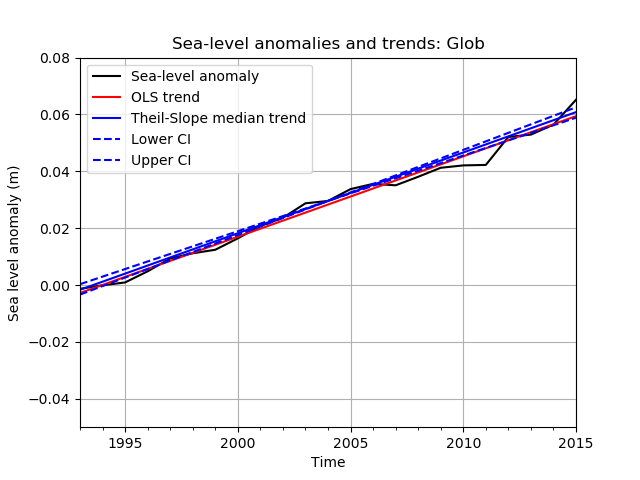 Sea-level anomalies and trends: Glob
Sea-level anomaly
OLS trend
Theil-Slope median trend
Lower CI
Upper CI
0.08
0.06
0.04
0.02
0.00
−0.02
−0.04
Sea level anomaly (m)
1995 2000 2005 2010 2015
Time